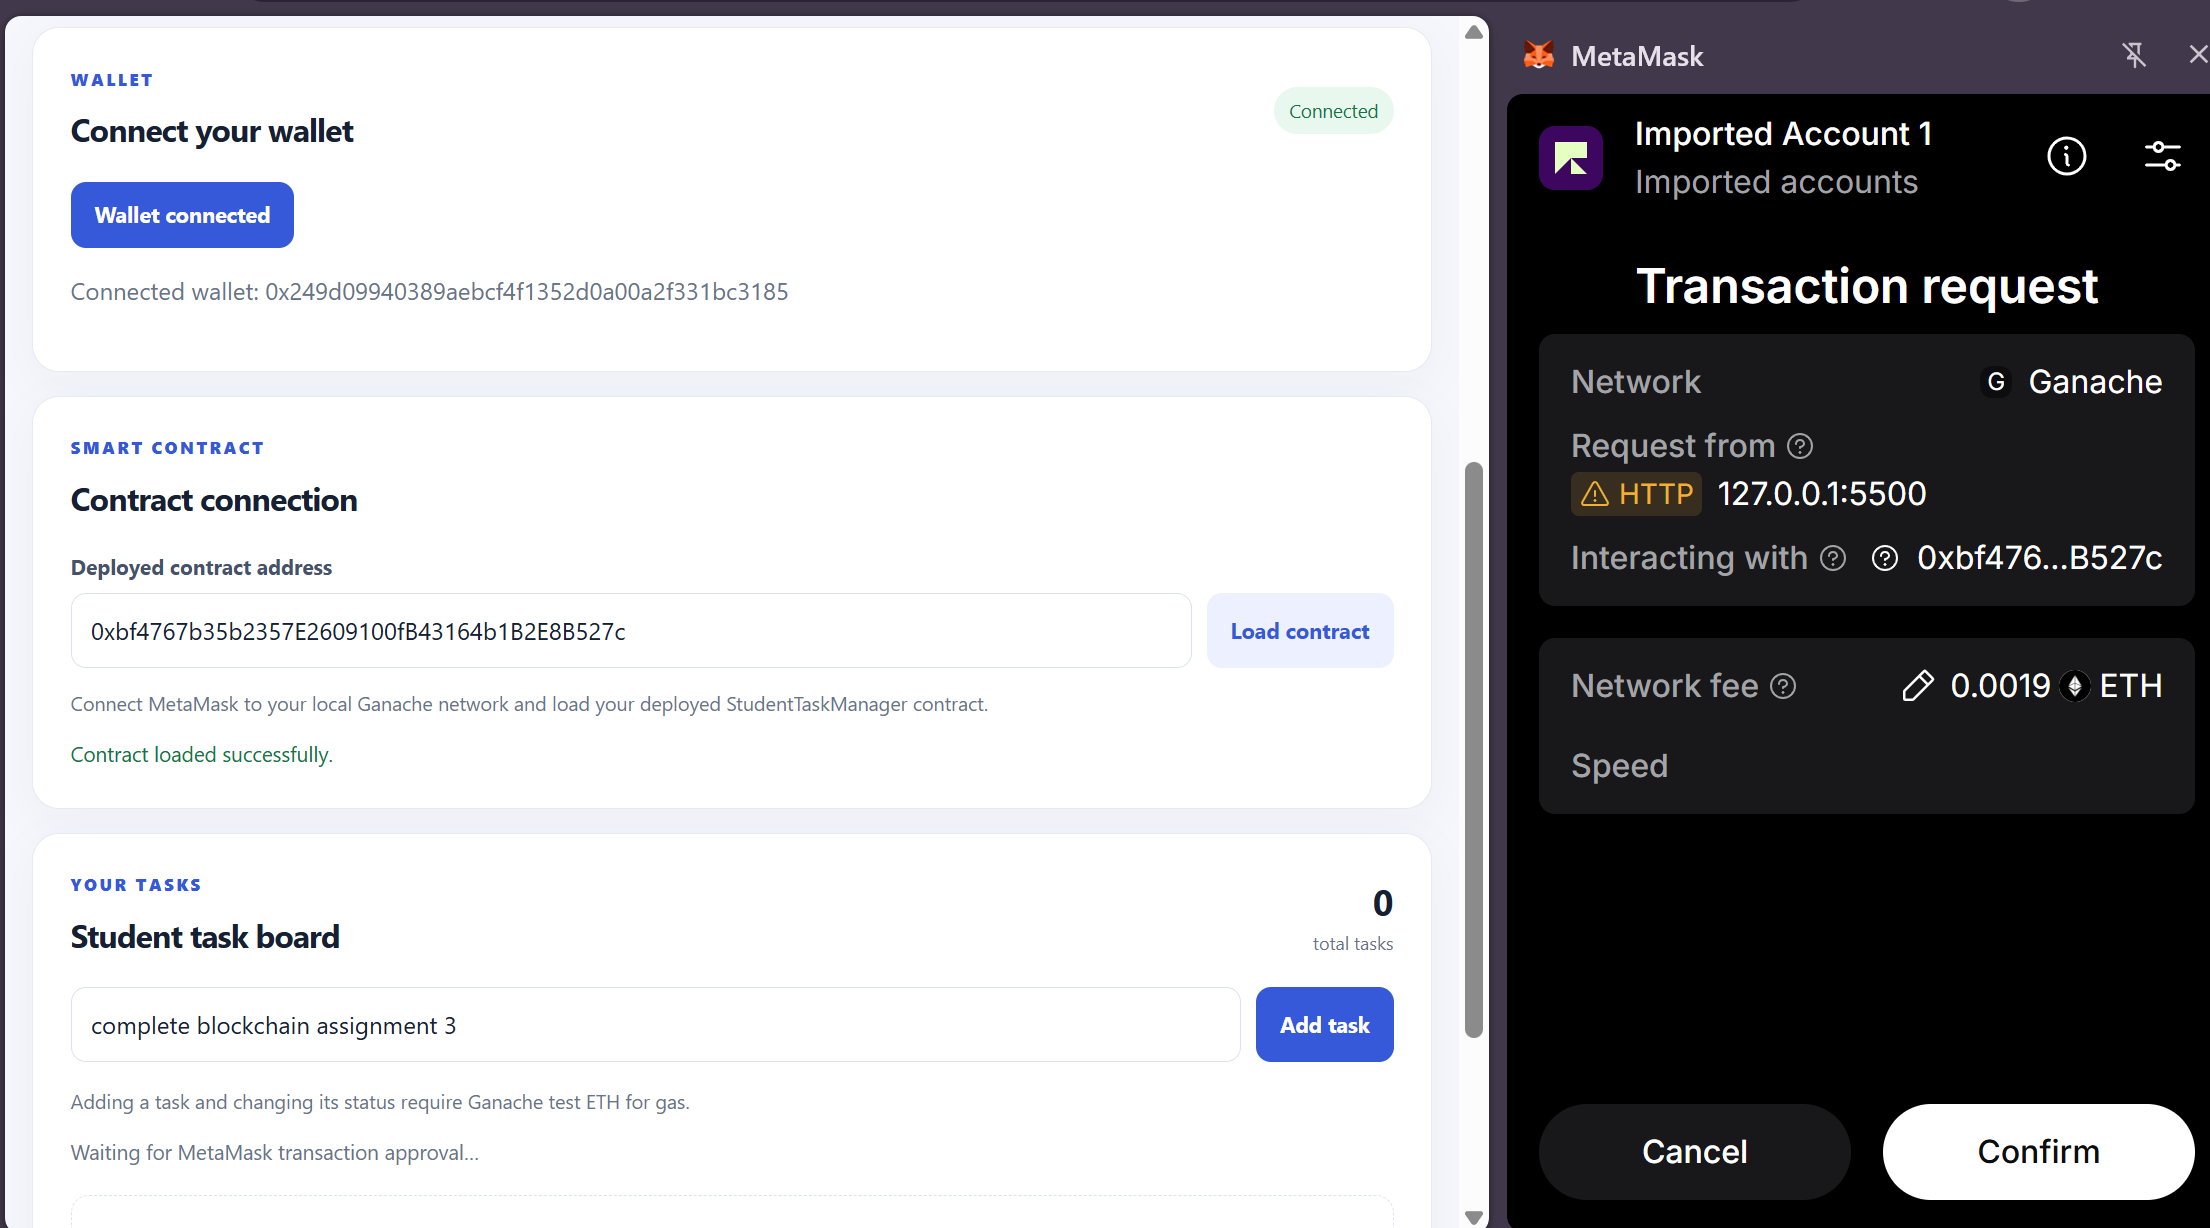 WALLET
Connect your wallet
Connected
Wallet connected
Connected wallet: 0x249d09940389aebcf4f1352d0a00a2f331bc3185
SMART CONTRACT
Contract connection
Deployed contract address
0xbf4767b35b2357E2609100fB43164b1B2E8B527c
Load contract
Connect MetaMask to your local Ganache network and load your deployed StudentTaskManager contract.
Contract loaded successfully.
YOUR TASKS
Student task board
0
total tasks
complete blockchain assignment 3
Add task
Adding a task and changing its status require Ganache test ETH for gas.
Waiting for MetaMask transaction approval...
MetaMask
Imported Account 1
Imported accounts
Transaction request
Network G Ganache
Request from
HTTP 127.0.0.1:5500
Interacting with 0xbf476...B527c
Network fee 0.0019 ETH
Speed
Cancel
Confirm